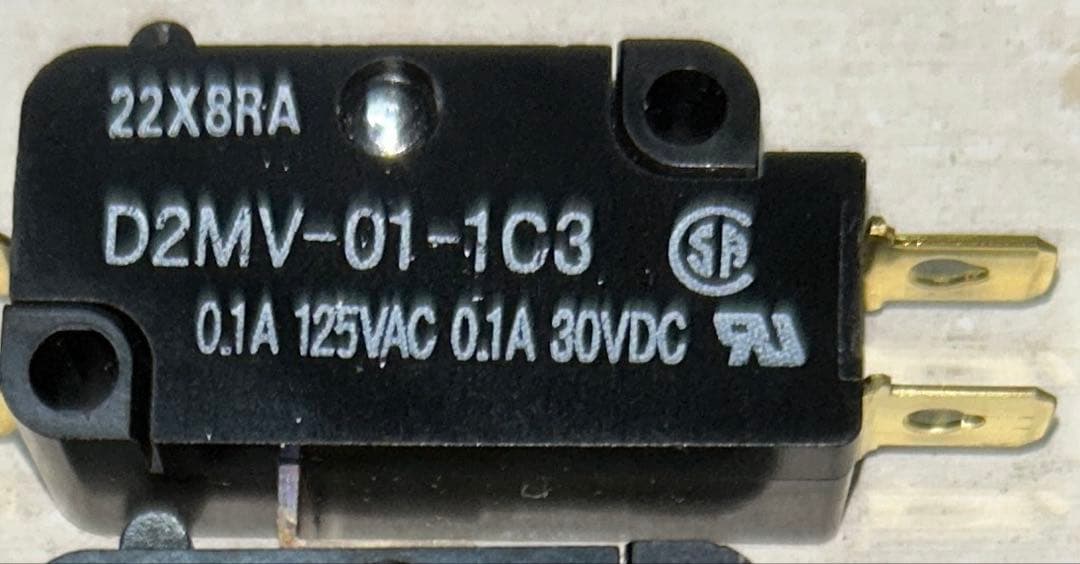 22X8RA
D2MV-01-1C3
0.1A 125VAC 0.1A 30VDC